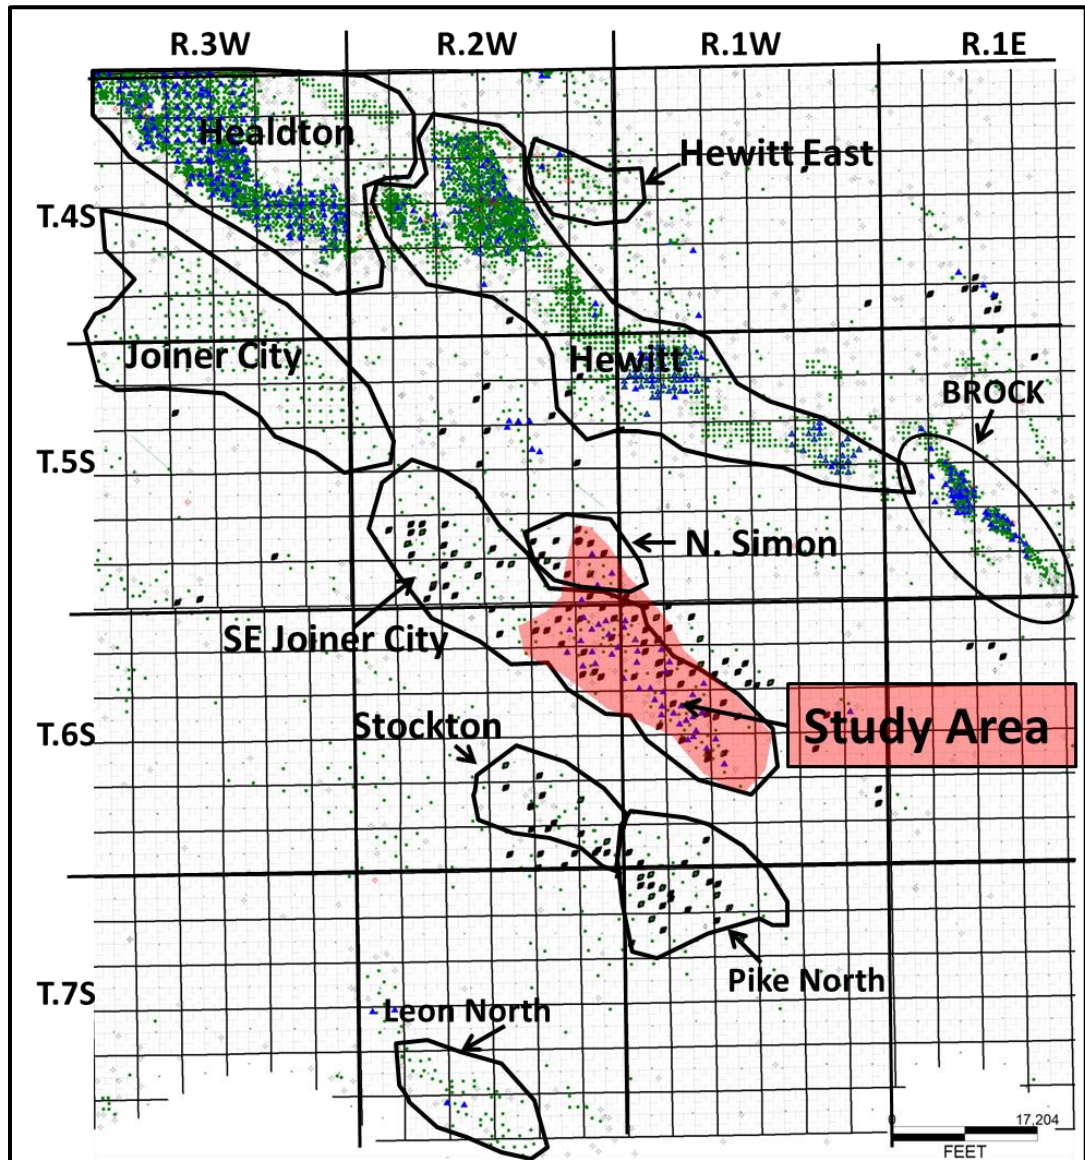 R.3W R.2W R.1W R.1E
Healdton
Hewitt East
T.4S
Joiner City
Hewitt
BROCK
T.5S
N. Simon
SE Joiner City
Stockton
Study Area
T.6S
Pike North
T.7S
Leon North
0 17,204
FEET